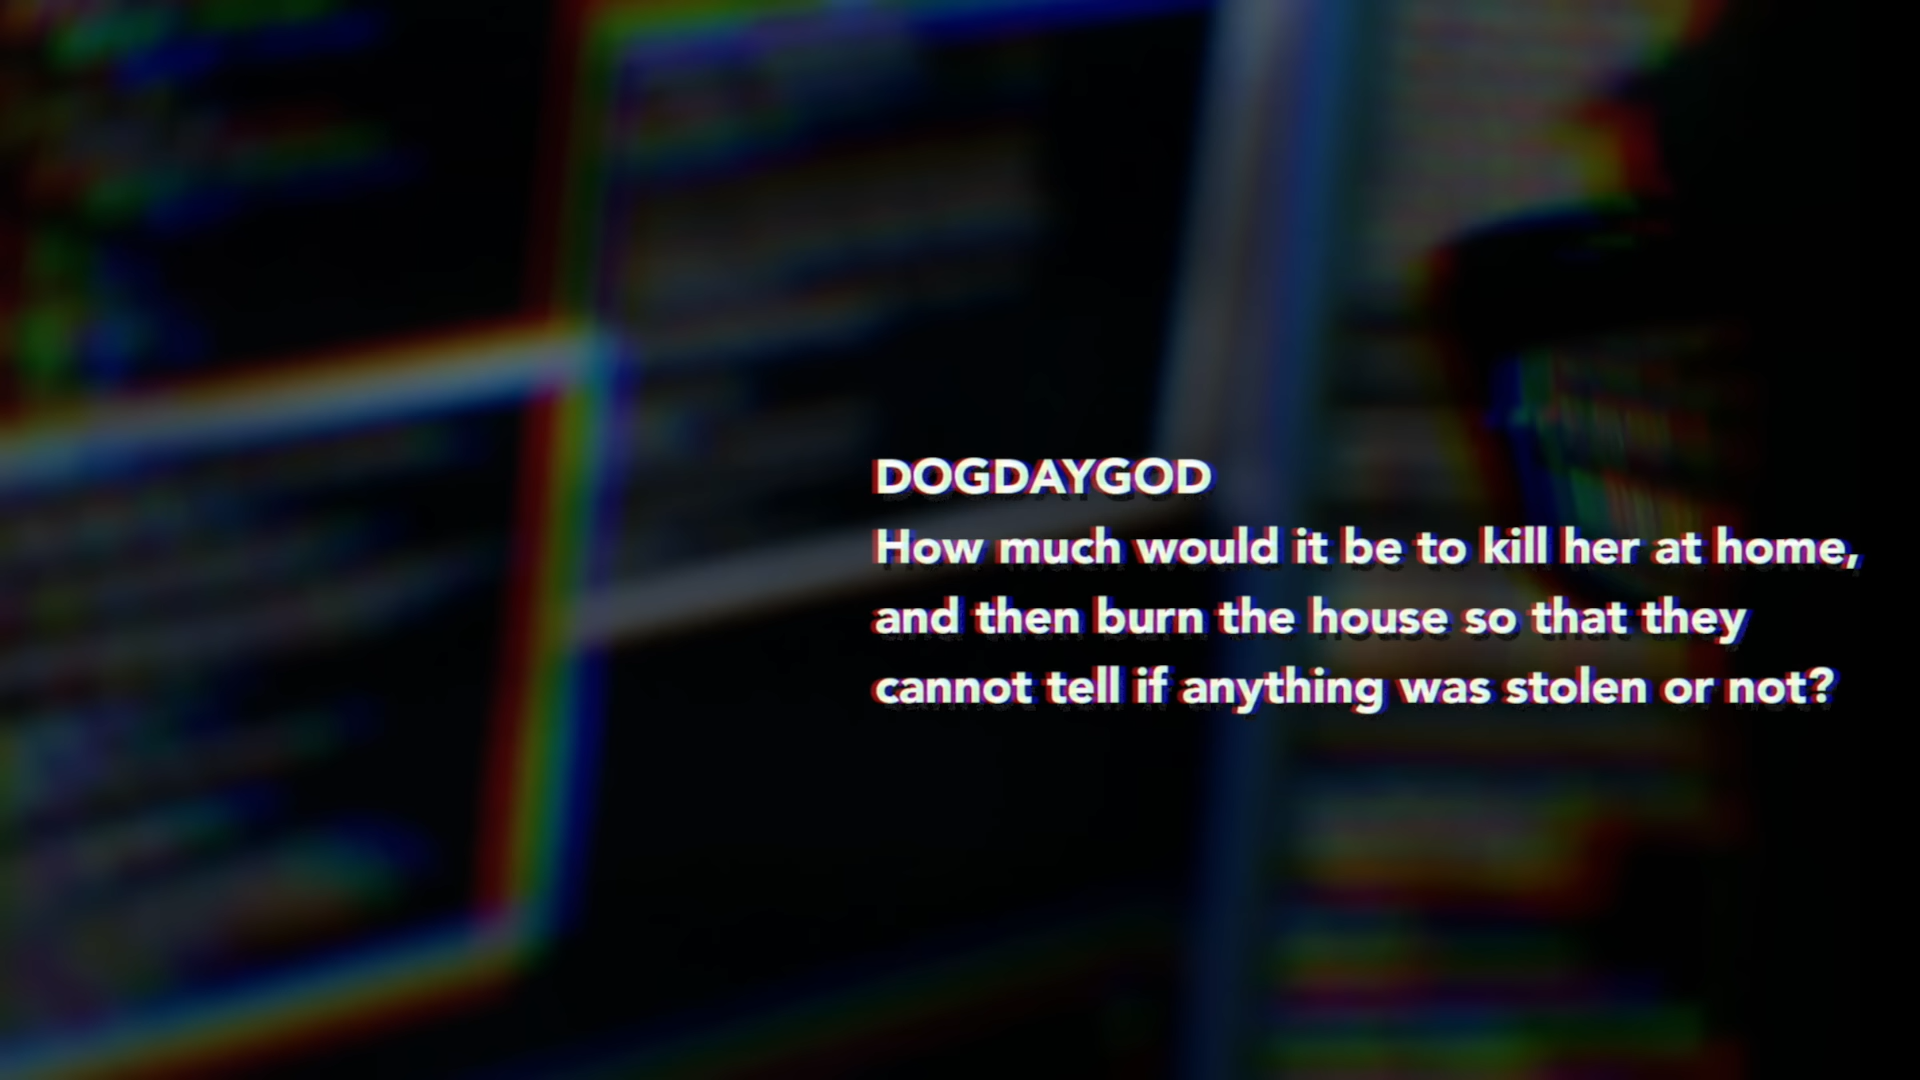 DOGDAYGOD
How much would it be to kill her at home,
and then burn the house so that they
cannot tell if anything was stolen or not?